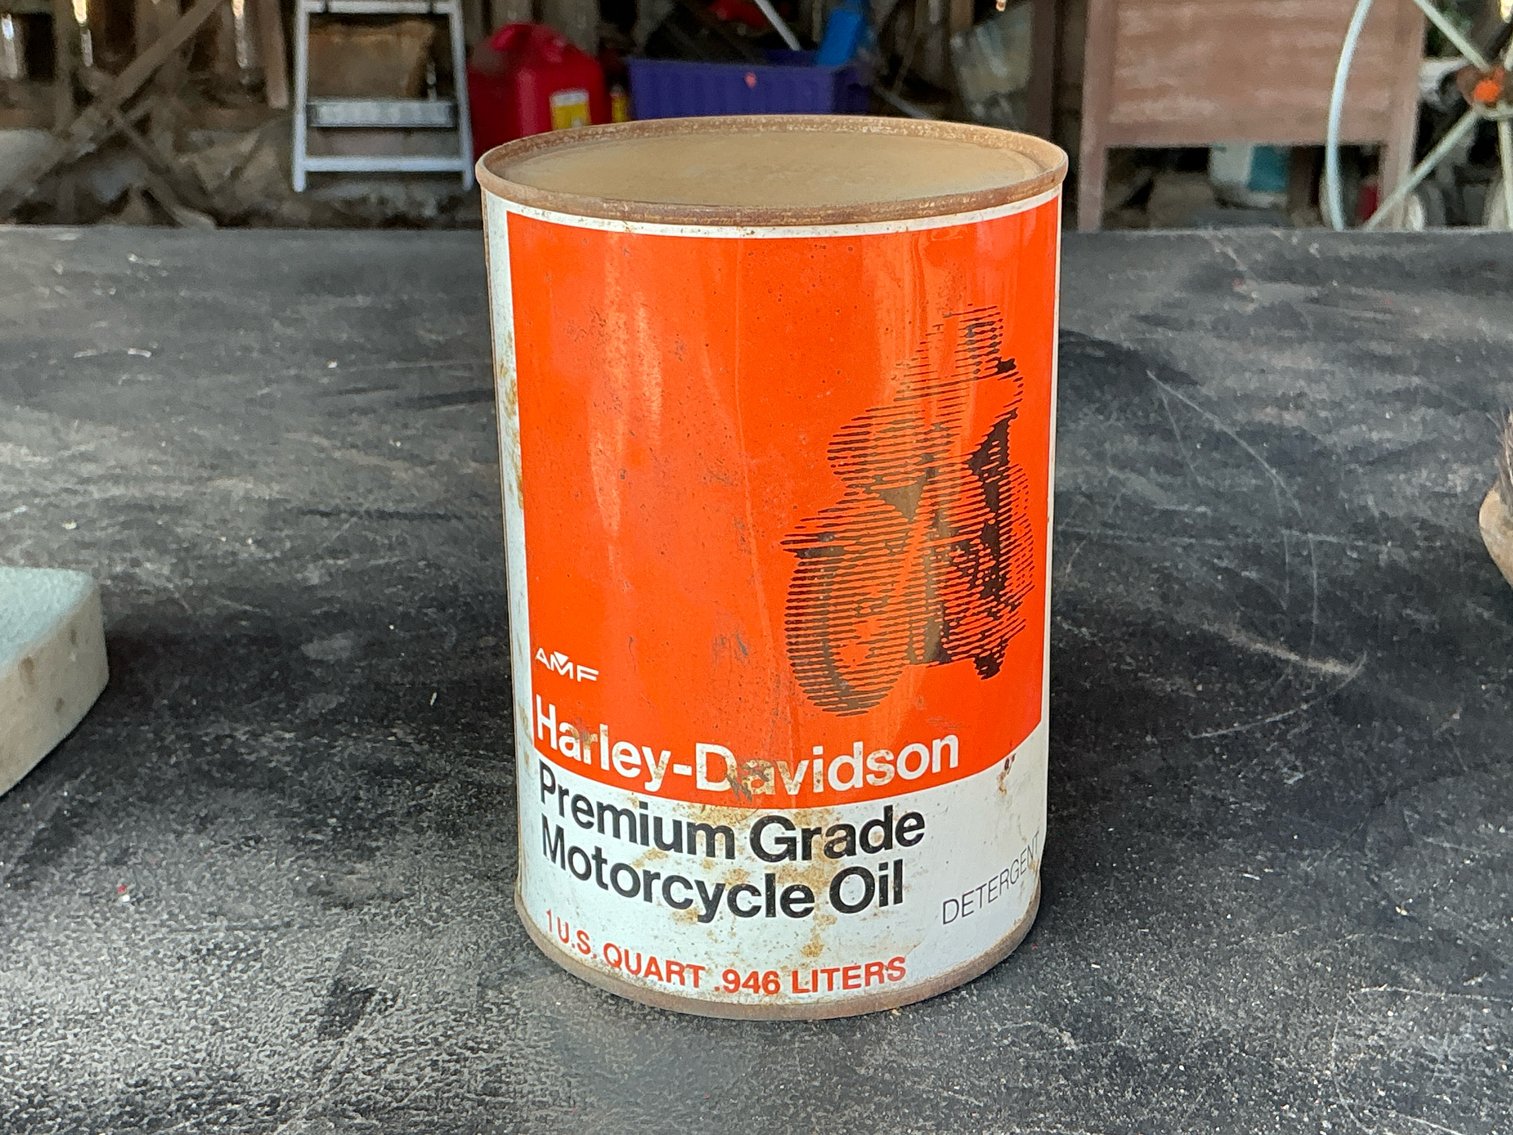 AMF
Harley-Davidson
Premium Grade
Motorcycle Oil
DETERGENT
1 U.S. QUART .946 LITERS